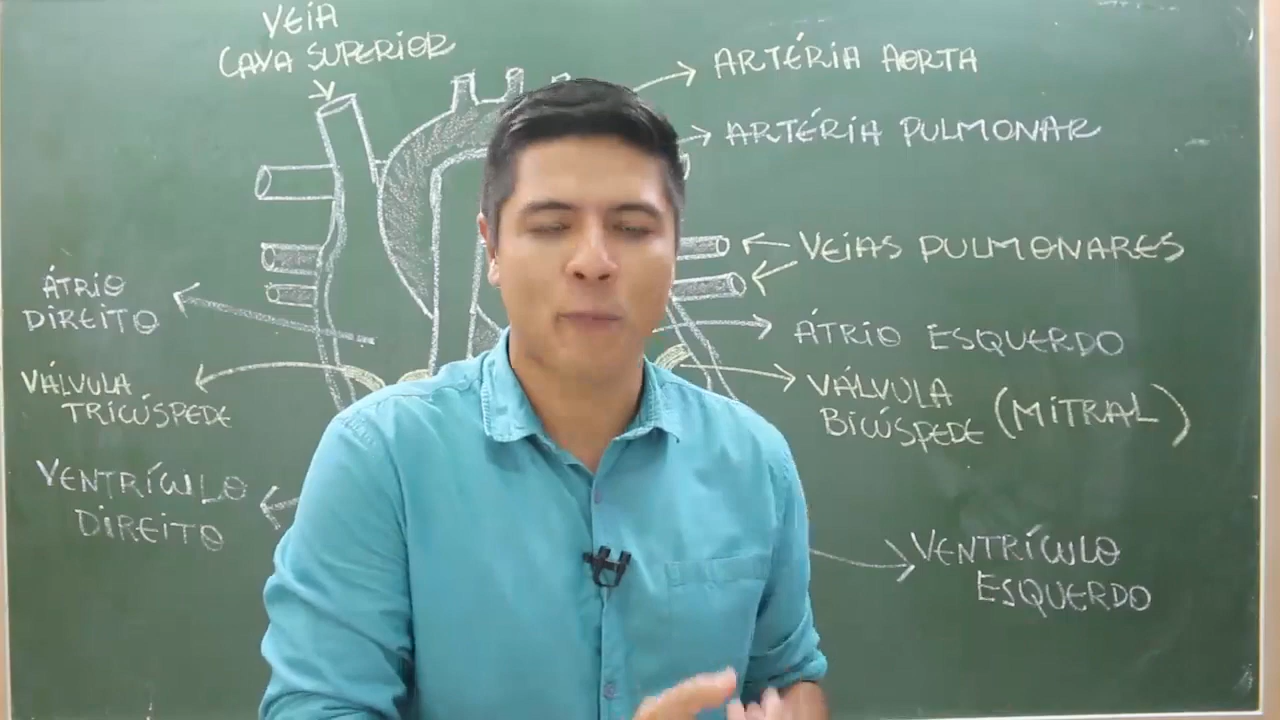 VEIA
CAVA SUPERIOR
ARTÉRIA AORTA
ARTÉRIA PULMONAR
VEIAS PULMONARES
ÁTRIO
DIREITO
ÁTRIO ESQUERDO
VÁLVULA
TRICÚSPEDE
VÁLVULA
BICÚSPEDE (MITRAL)
VENTRÍCULO
DIREITO
VENTRÍCULO
ESQUERDO